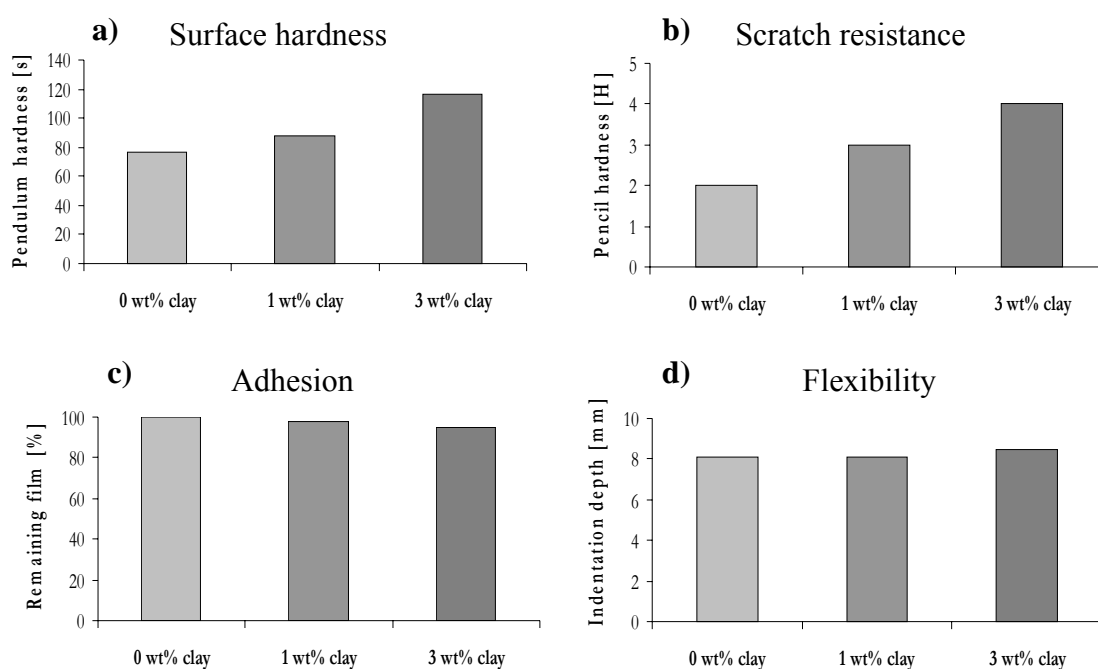 a) Surface hardness
Pendulum hardness [s]
140
120
100
80
60
40
20
0
0 wt% clay 1 wt% clay 3 wt% clay
b) Scratch resistance
Pencil hardness [H]
5
4
3
2
1
0
0 wt% clay 1 wt% clay 3 wt% clay
c) Adhesion
Remaining film [%]
100
80
60
40
20
0
0 wt% clay 1 wt% clay 3 wt% clay
d) Flexibility
Indentation depth [mm]
10
8
6
4
2
0
0 wt% clay 1 wt% clay 3 wt% clay